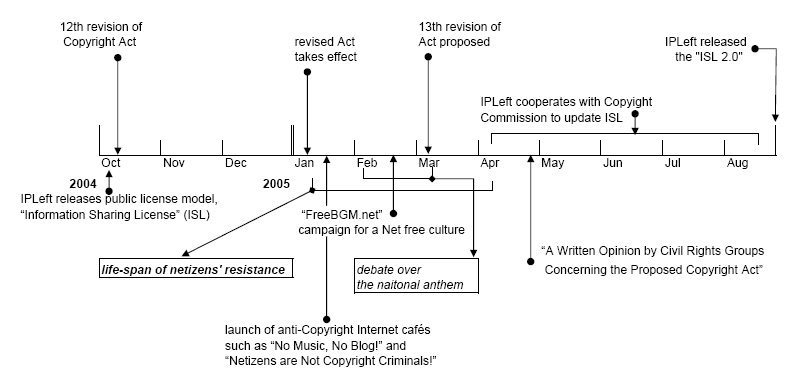 12th revision of
Copyright Act
revised Act
takes effect
13th revision of
Act proposed
IPLeft released
the "ISL 2.0"
IPLeft cooperates with Copyight
Commission to update ISL
Oct Nov Dec Jan Feb Mar Apr May Jun Jul Aug
2004 2005
IPLeft releases public license model,
“Information Sharing License” (ISL)
“FreeBGM.net”
campaign for a Net free culture
life-span of netizens' resistance
debate over
the naitonal anthem
“A Written Opinion by Civil Rights Groups
Concerning the Proposed Copyright Act”
launch of anti-Copyright Internet cafés
such as “No Music, No Blog!” and
“Netizens are Not Copyright Criminals!”